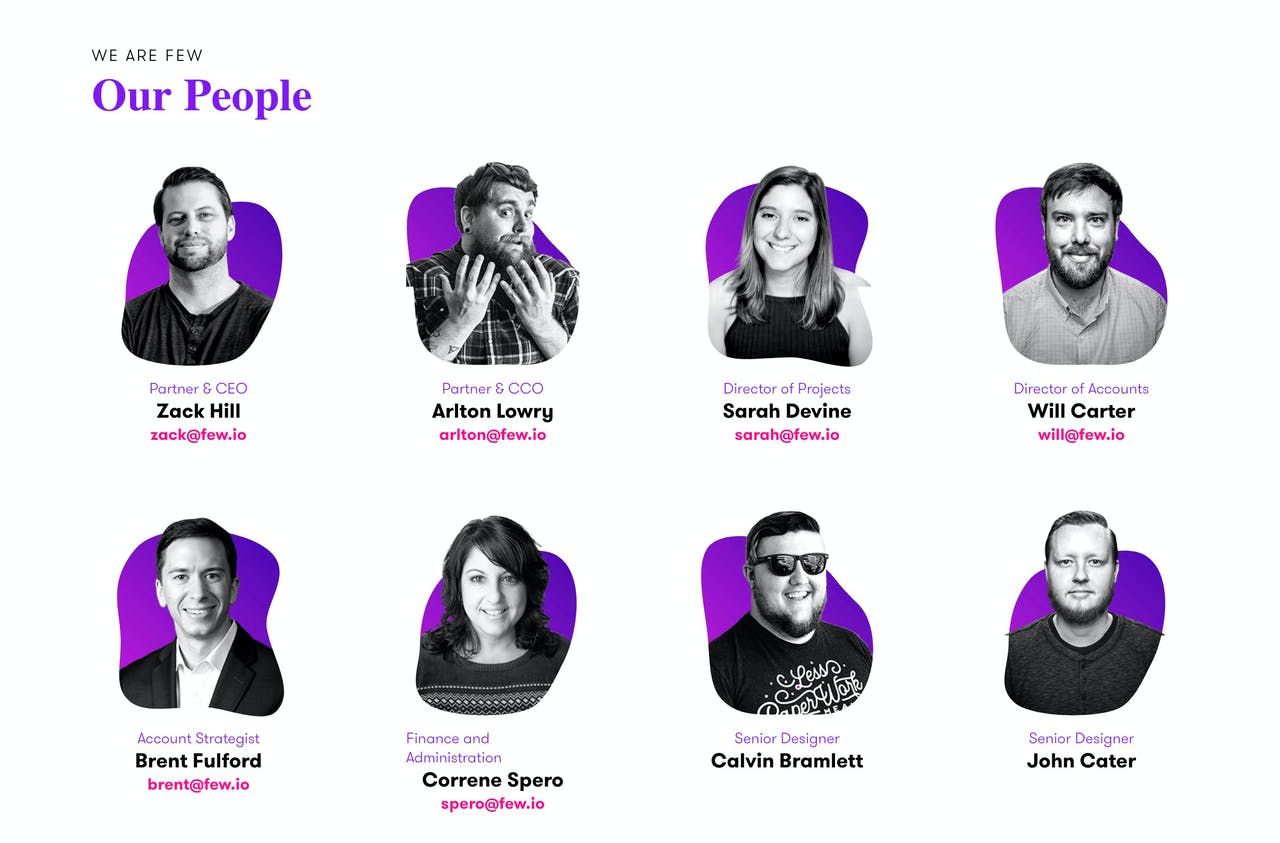 WE ARE FEW
Our People
Partner & CEO
Zack Hill
zack@few.io
Partner & CCO
Arlton Lowry
arlton@few.io
Director of Projects
Sarah Devine
sarah@few.io
Director of Accounts
Will Carter
will@few.io
Account Strategist
Brent Fulford
brent@few.io
Finance and
Administration
Correne Spero
spero@few.io
Less
PaperWork
Senior Designer
Calvin Bramlett
Senior Designer
John Cater